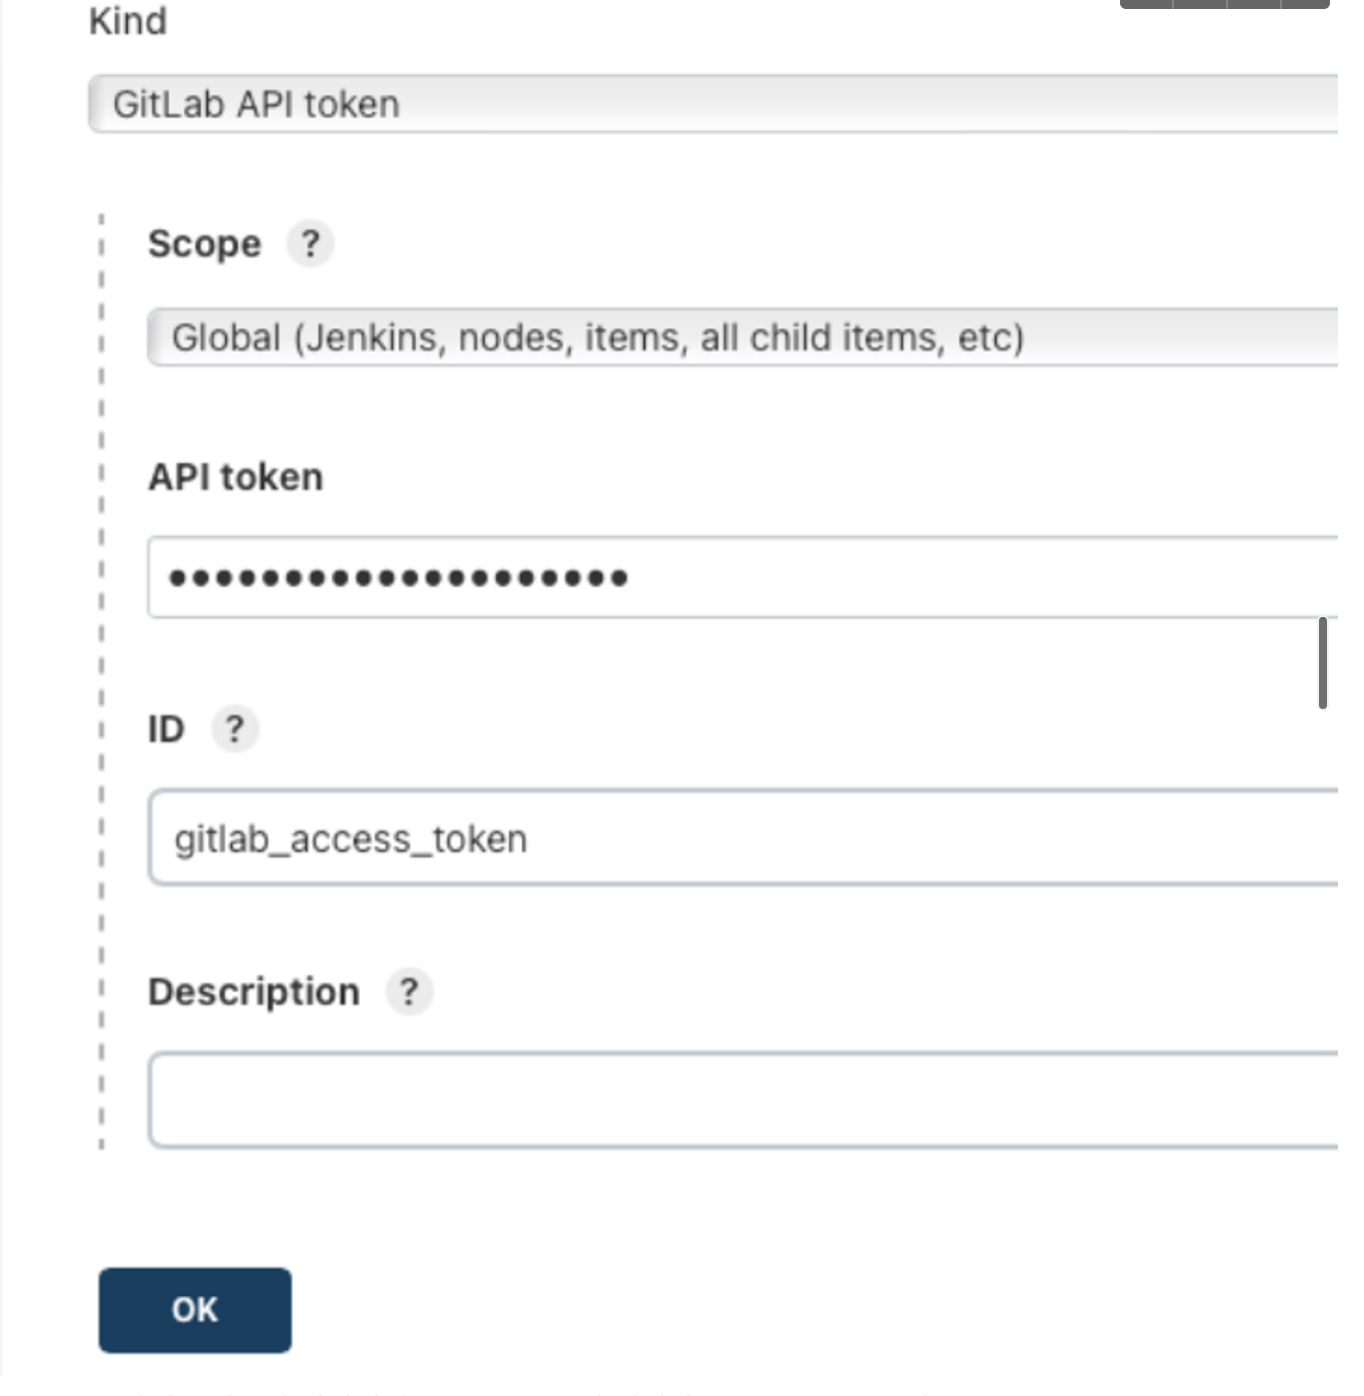 Kind
GitLab API token
Scope ?
Global (Jenkins, nodes, items, all child items, etc)
API token
••••••••••••••••••••
ID ?
gitlab_access_token
Description ?
OK